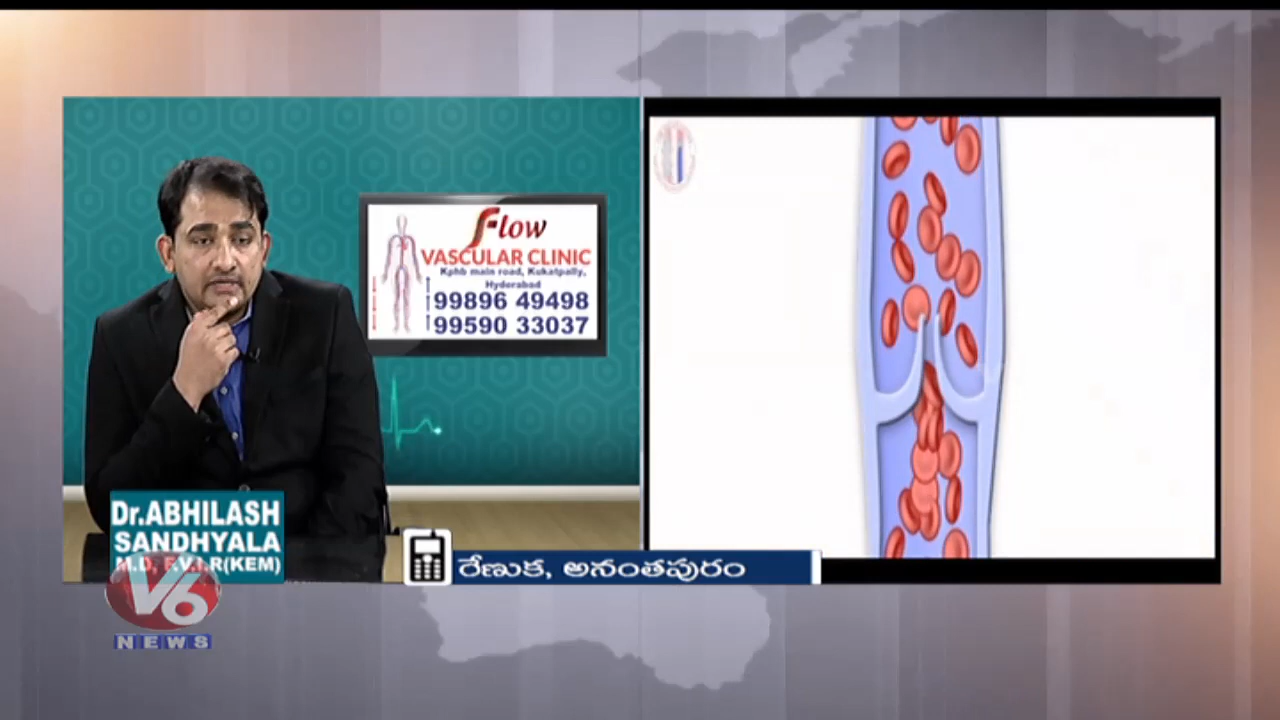 Flow
VASCULAR CLINIC
Kphb main road, Kukatpally,
Hyderabad
99896 49498
99590 33037
Dr.ABHILASH
SANDHYALA
M.D, F.V.I.R(KEM)
రేణుక, అనంతపురం
V6
NEWS